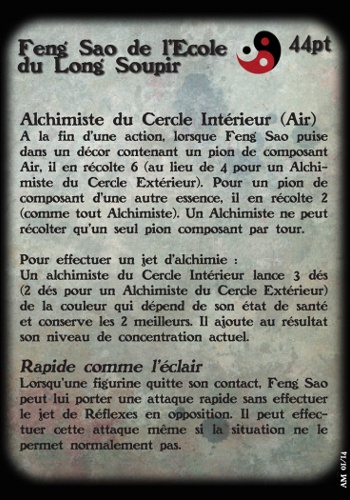 Feng Sao de l'Ecole
du Long Soupir
44pt
Alchimiste du Cercle Intérieur (Air)
A la fin d'une action, lorsque Feng Sao puise
dans un décor contenant un pion de composant
Air, il en récolte 6 (au lieu de 4 pour un Alchi-
miste du Cercle Extérieur). Pour un pion de
composant d'une autre essence, il en récolte 2
(comme tout Alchimiste). Un Alchimiste ne peut
récolter qu'un seul pion composant par tour.
Pour effectuer un jet d'alchimie :
Un alchimiste du Cercle Intérieur lance 3 dés
(2 dés pour un Alchimiste du Cercle Extérieur)
de la couleur qui dépend de son état de santé
et conserve les 2 meilleurs. Il ajoute au résultat
son niveau de concentration actuel.
Rapide comme l'éclair
Lorsqu'une figurine quitte son contact, Feng Sao
peut lui porter une attaque rapide sans effectuer
le jet de Réflexes en opposition. Il peut effec-
tuer cette attaque même si la situation ne le
permet normalement pas.
AM 01/14